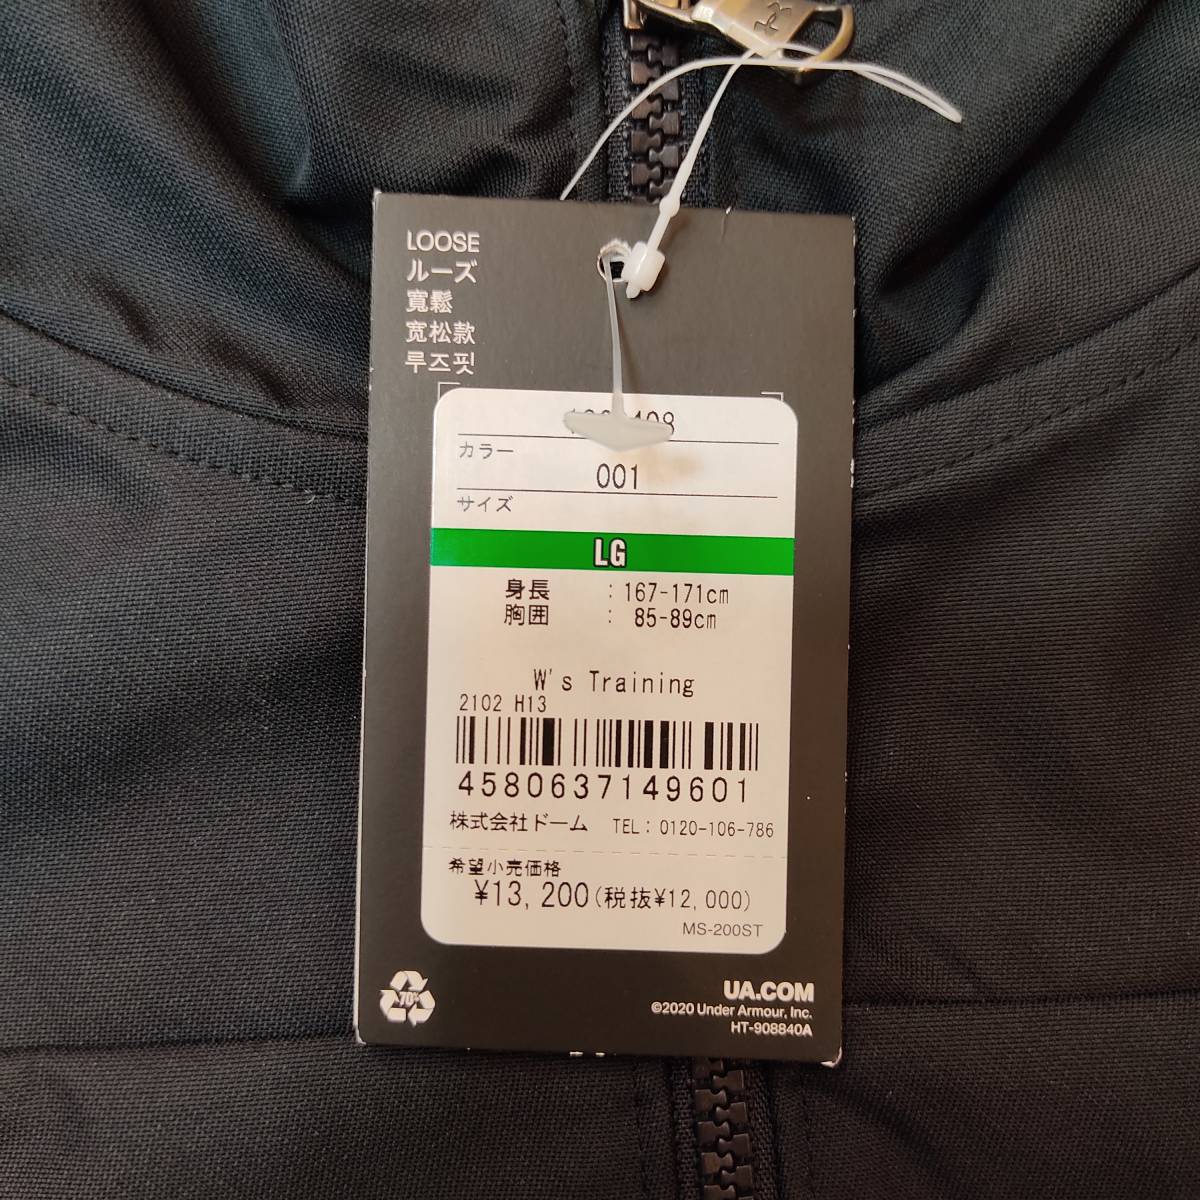 LOOSE
ルーズ
寬鬆
宽松款
루즈핏
カラー
001
サイズ
LG
身長 : 167-171cm
胸囲 : 85-89cm
W's Training
2102 H13
4580637149601
株式会社ドーム TEL: 0120-106-786
希望小売価格
¥13,200(税抜¥12,000)
MS-200ST
70%
UA.COM
©2020 Under Armour, Inc.
HT-908840A